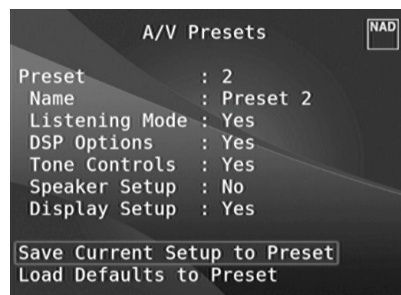 A/V Presets
NAD
Preset : 2
Name : Preset 2
Listening Mode : Yes
DSP Options : Yes
Tone Controls : Yes
Speaker Setup : No
Display Setup : Yes
Save Current Setup to Preset
Load Defaults to Preset